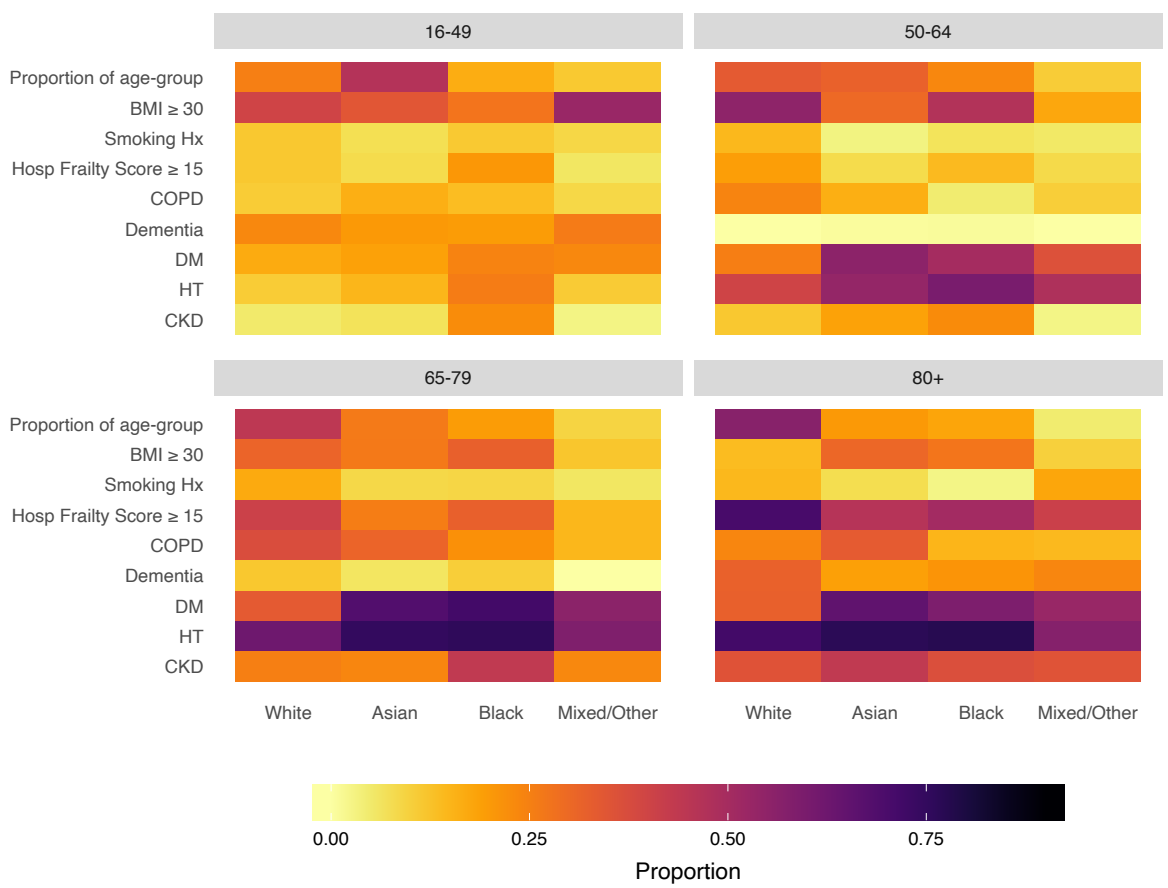 16-49 50-64
Proportion of age-group
BMI ≥ 30
Smoking Hx
Hosp Frailty Score ≥ 15
COPD
Dementia
DM
HT
CKD
65-79 80+
Proportion of age-group
BMI ≥ 30
Smoking Hx
Hosp Frailty Score ≥ 15
COPD
Dementia
DM
HT
CKD
White Asian Black Mixed/Other White Asian Black Mixed/Other
0.00 0.25 0.50 0.75
Proportion